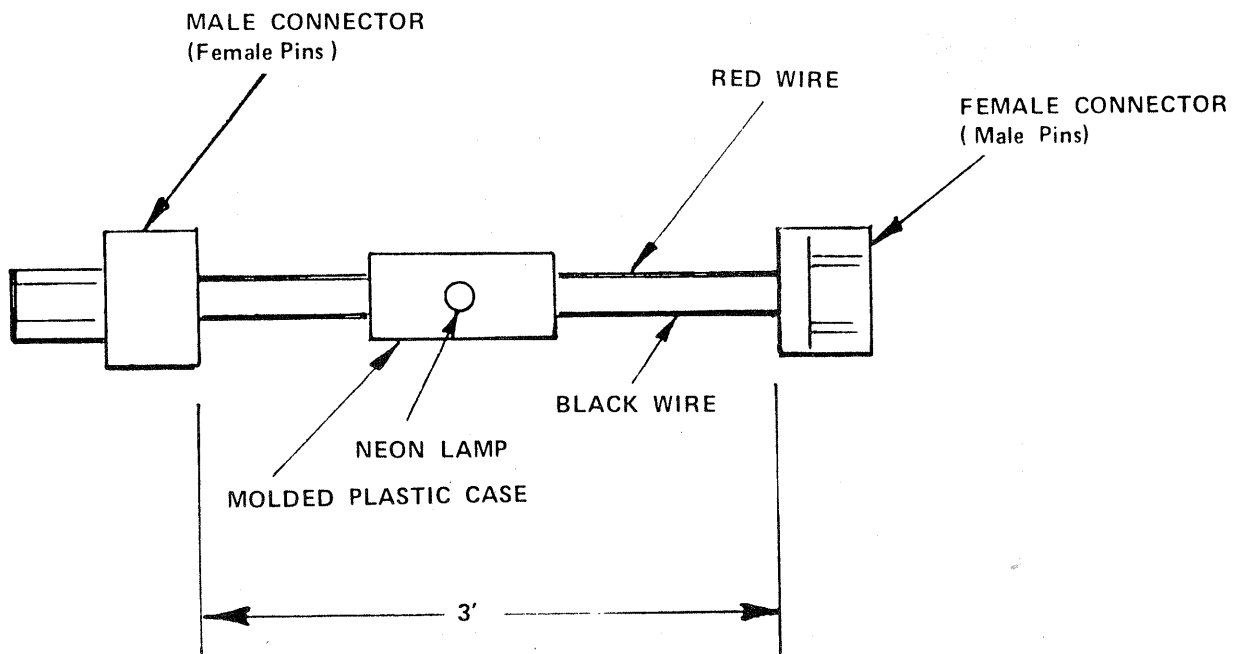 MALE CONNECTOR
(Female Pins)
RED WIRE
FEMALE CONNECTOR
( Male Pins)
BLACK WIRE
NEON LAMP
MOLDED PLASTIC CASE
3'